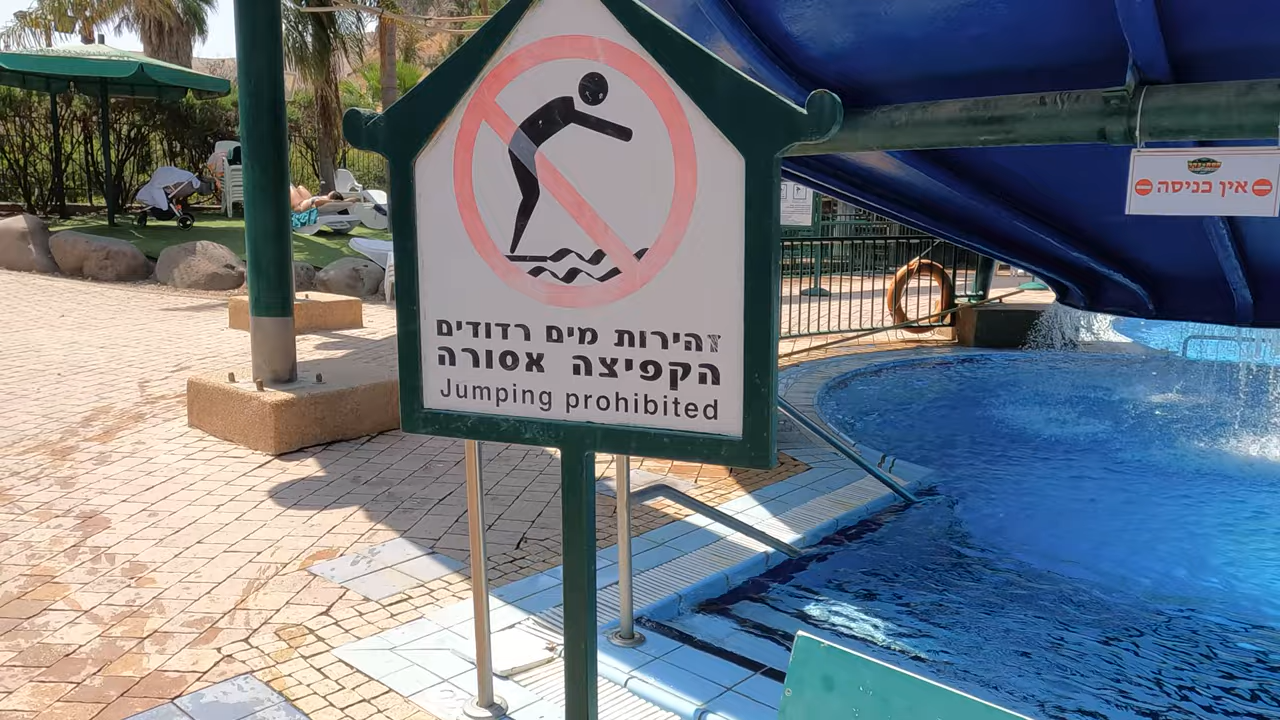 זהירות מים רדודים
הקפיצה אסורה
Jumping prohibited
אין כניסה